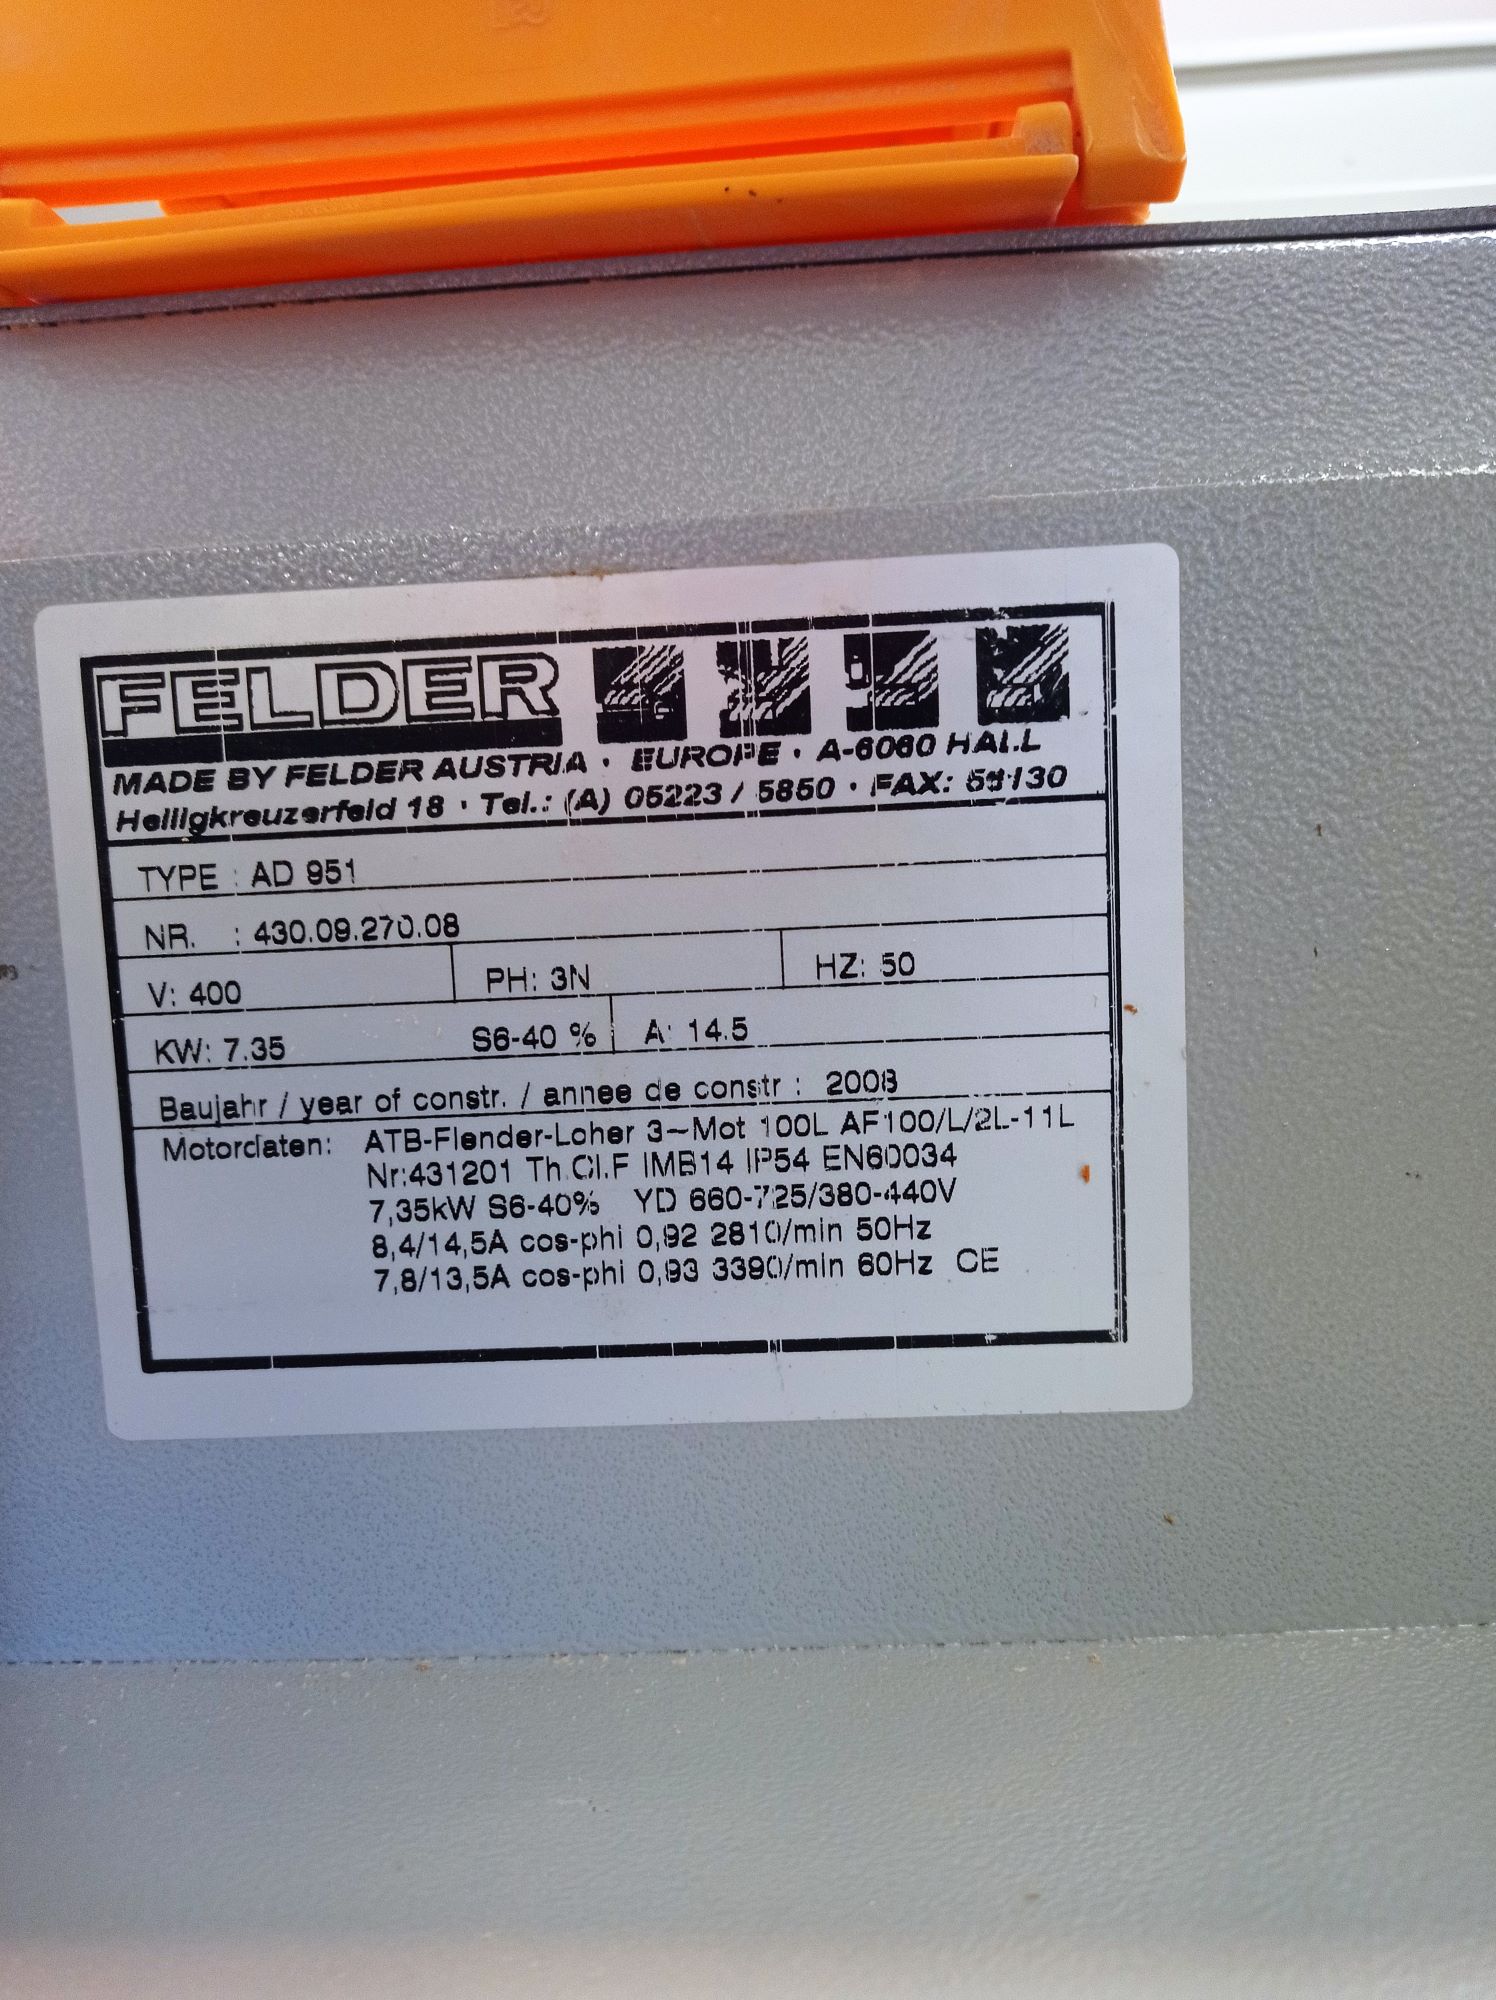 FELDER
MADE BY FELDER AUSTRIA · EUROPE · A-6060 HALL
Heiligkreuzerfeld 18 · Tel.: (A) 05223 / 5850 · FAX:
TYPE : AD 951
NR. : 430.09.270.08
V: 400 PH: 3N HZ: 50
KW: 7.35 S6-40 % A: 14.5
Baujahr / year of constr. / annee de constr : 2008
Motordaten: ATB-Flender-Loher 3~Mot 100L AF100/L/2L-11L
Nr:431201 Th.Cl.F IMB14 IP54 EN60034
7,35kW S6-40% YD 660-725/380-440V
8,4/14,5A cos-phi 0,92 2810/min 50Hz
7,8/13,5A cos-phi 0,93 3390/min 60Hz CE